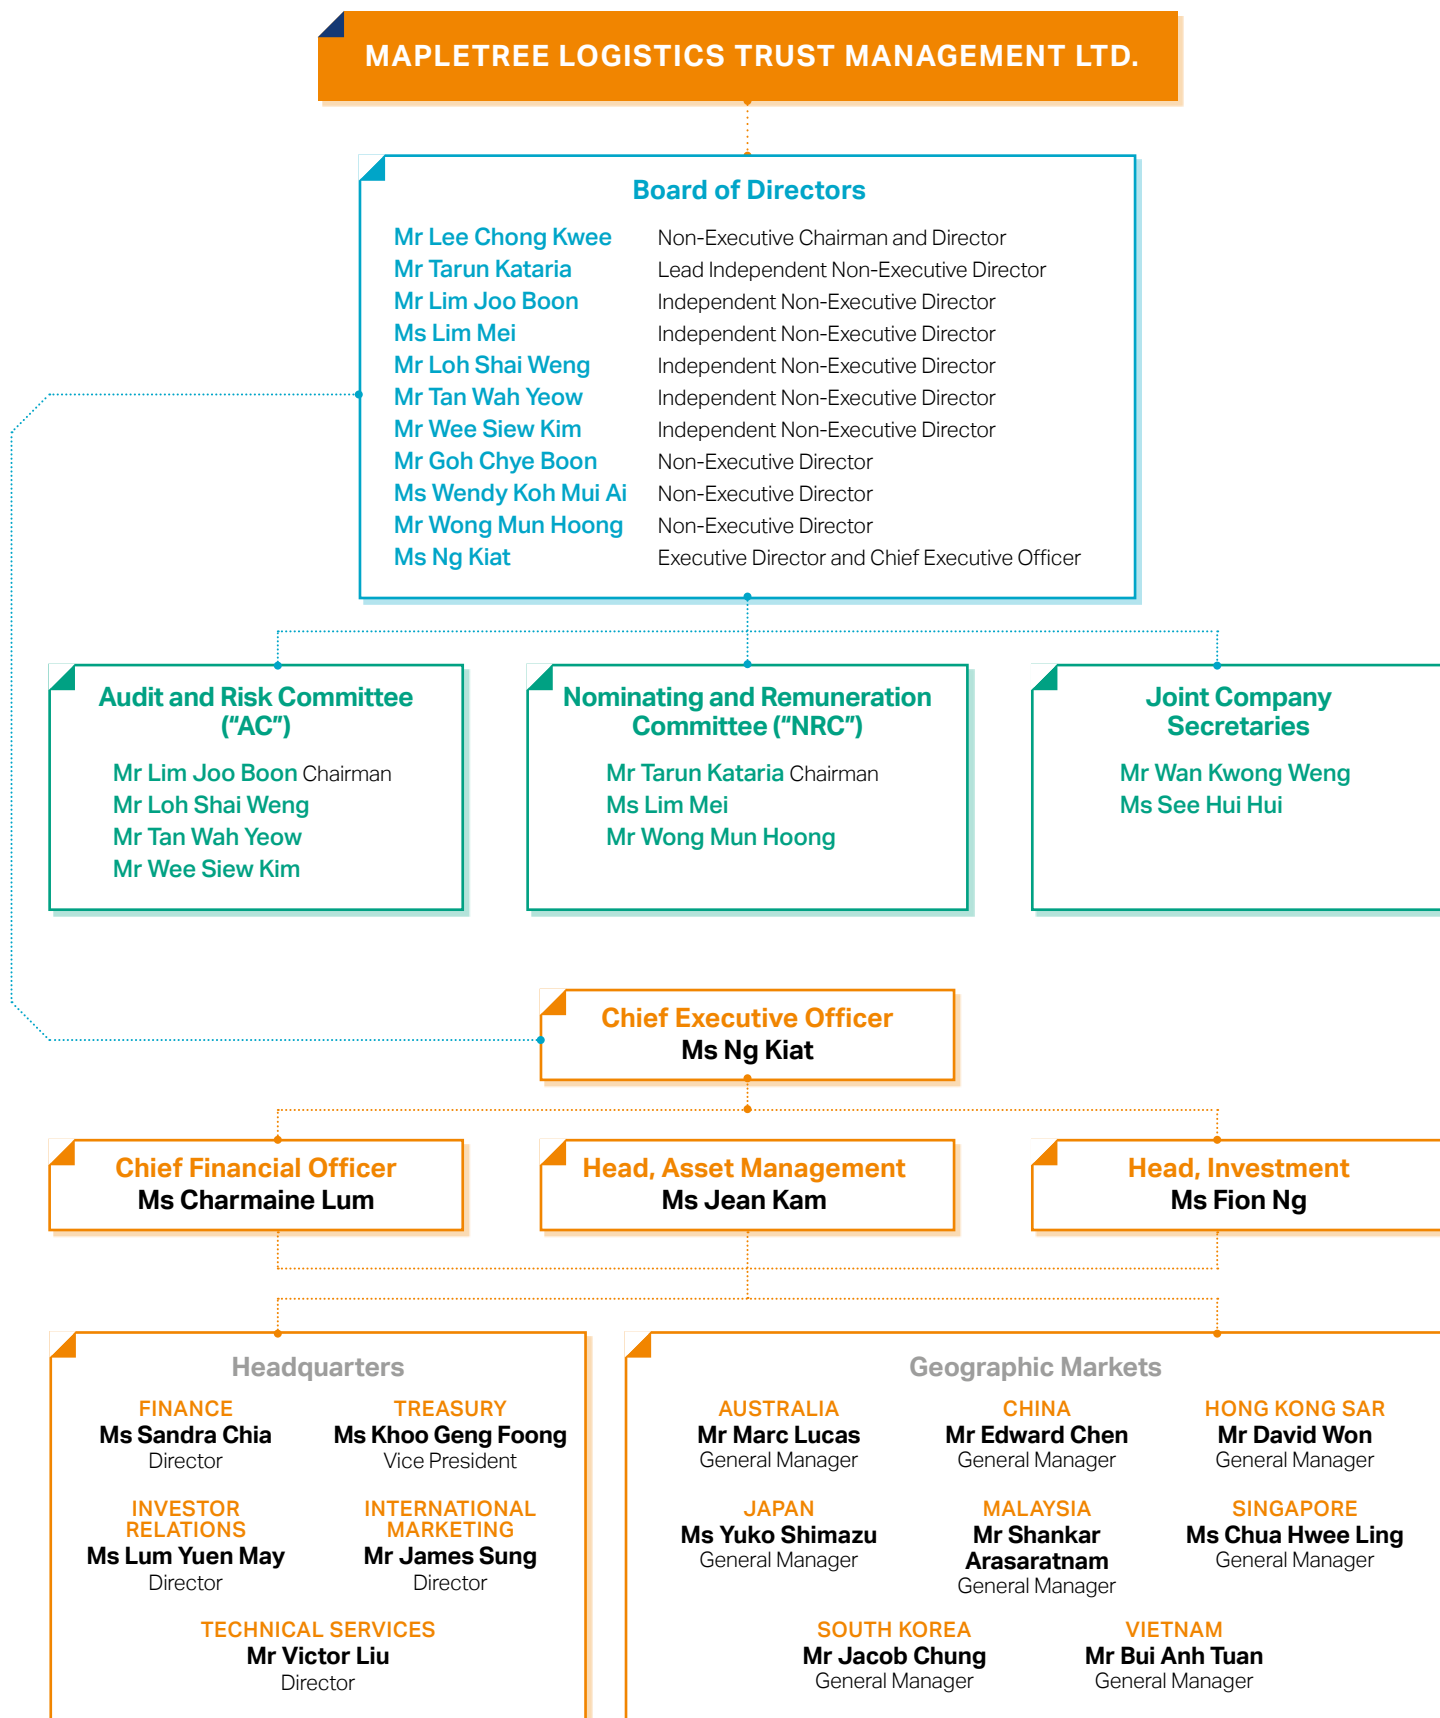 MAPLETREE LOGISTICS TRUST MANAGEMENT LTD.
Board of Directors
Mr Lee Chong Kwee Non-Executive Chairman and Director
Mr Tarun Kataria Lead Independent Non-Executive Director
Mr Lim Joo Boon Independent Non-Executive Director
Ms Lim Mei Independent Non-Executive Director
Mr Loh Shai Weng Independent Non-Executive Director
Mr Tan Wah Yeow Independent Non-Executive Director
Mr Wee Siew Kim Independent Non-Executive Director
Mr Goh Chye Boon Non-Executive Director
Ms Wendy Koh Mui Ai Non-Executive Director
Mr Wong Mun Hoong Non-Executive Director
Ms Ng Kiat Executive Director and Chief Executive Officer
Audit and Risk Committee
(“AC”)
Mr Lim Joo Boon Chairman
Mr Loh Shai Weng
Mr Tan Wah Yeow
Mr Wee Siew Kim
Nominating and Remuneration
Committee (“NRC”)
Mr Tarun Kataria Chairman
Ms Lim Mei
Mr Wong Mun Hoong
Joint Company
Secretaries
Mr Wan Kwong Weng
Ms See Hui Hui
Chief Executive Officer
Ms Ng Kiat
Chief Financial Officer
Ms Charmaine Lum
Head, Asset Management
Ms Jean Kam
Head, Investment
Ms Fion Ng
Headquarters
FINANCE
Ms Sandra Chia
Director
TREASURY
Ms Khoo Geng Foong
Vice President
INVESTOR
RELATIONS
Ms Lum Yuen May
Director
INTERNATIONAL
MARKETING
Mr James Sung
Director
TECHNICAL SERVICES
Mr Victor Liu
Director
Geographic Markets
AUSTRALIA
Mr Marc Lucas
General Manager
CHINA
Mr Edward Chen
General Manager
HONG KONG SAR
Mr David Won
General Manager
JAPAN
Ms Yuko Shimazu
General Manager
MALAYSIA
Mr Shankar
Arasaratnam
General Manager
SINGAPORE
Ms Chua Hwee Ling
General Manager
SOUTH KOREA
Mr Jacob Chung
General Manager
VIETNAM
Mr Bui Anh Tuan
General Manager